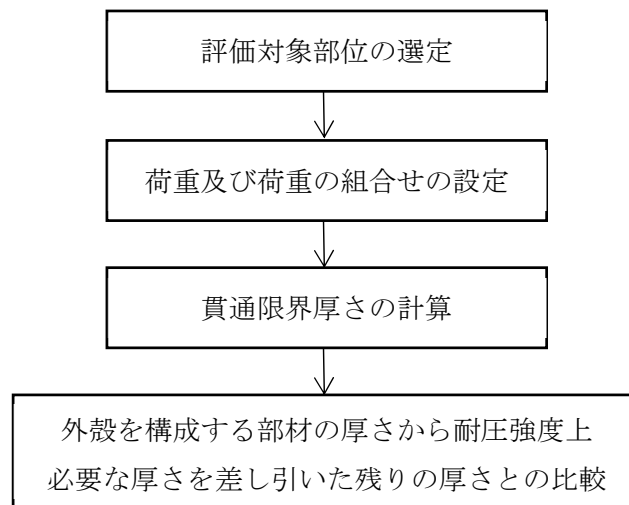 評価対象部位の選定
荷重及び荷重の組合せの設定
貫通限界厚さの計算
外殻を構成する部材の厚さから耐圧強度上
必要な厚さを差し引いた残りの厚さとの比較